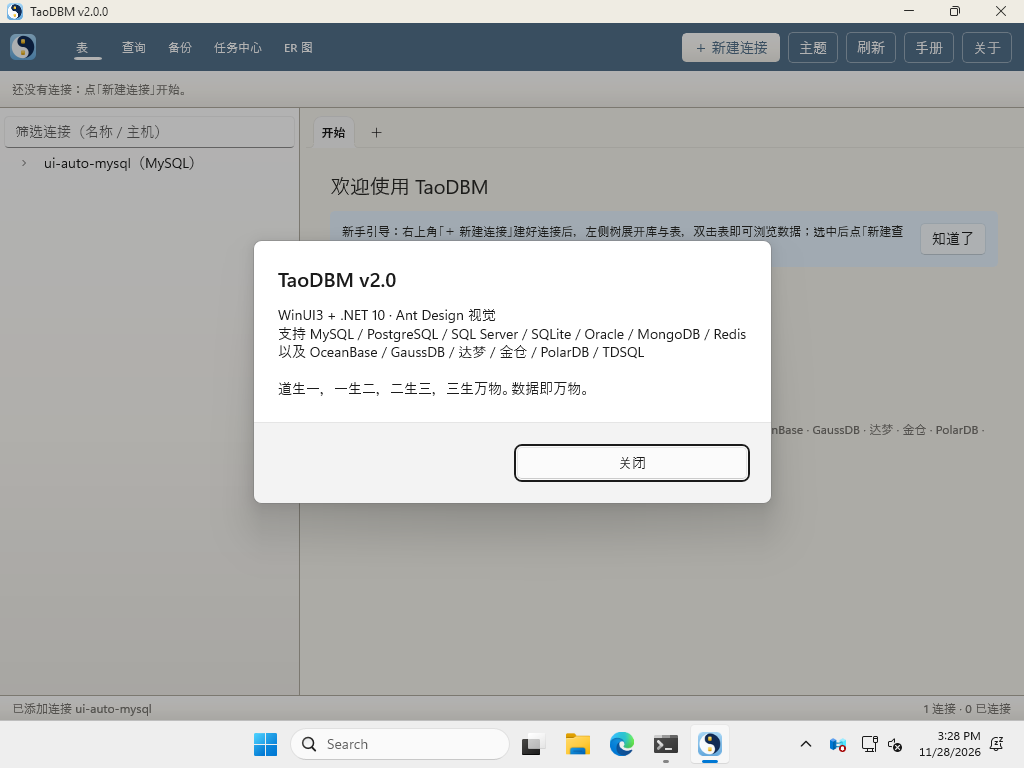 TaoDBM v2.0.0
表 查询 备份 任务中心 ER 图 ＋ 新建连接 主题 刷新 手册 关于
还没有连接：点「新建连接」开始。
筛选连接（名称 / 主机）
ui-auto-mysql（MySQL）
开始 ＋
欢迎使用 TaoDBM
新手引导：右上角「＋ 新建连接」建好连接后，左侧树展开库与表，双击表即可浏览数据；选中后点「新建查
知道了
TaoDBM v2.0
WinUI3 + .NET 10 · Ant Design 视觉
支持 MySQL / PostgreSQL / SQL Server / SQLite / Oracle / MongoDB / Redis
以及 OceanBase / GaussDB / 达梦 / 金仓 / PolarDB / TDSQL
道生一，一生二，二生三，三生万物。数据即万物。
nBase · GaussDB · 达梦 · 金仓 · PolarDB ·
关闭
已添加连接 ui-auto-mysql
1 连接 · 0 已连接
Search
3:28 PM
11/28/2026